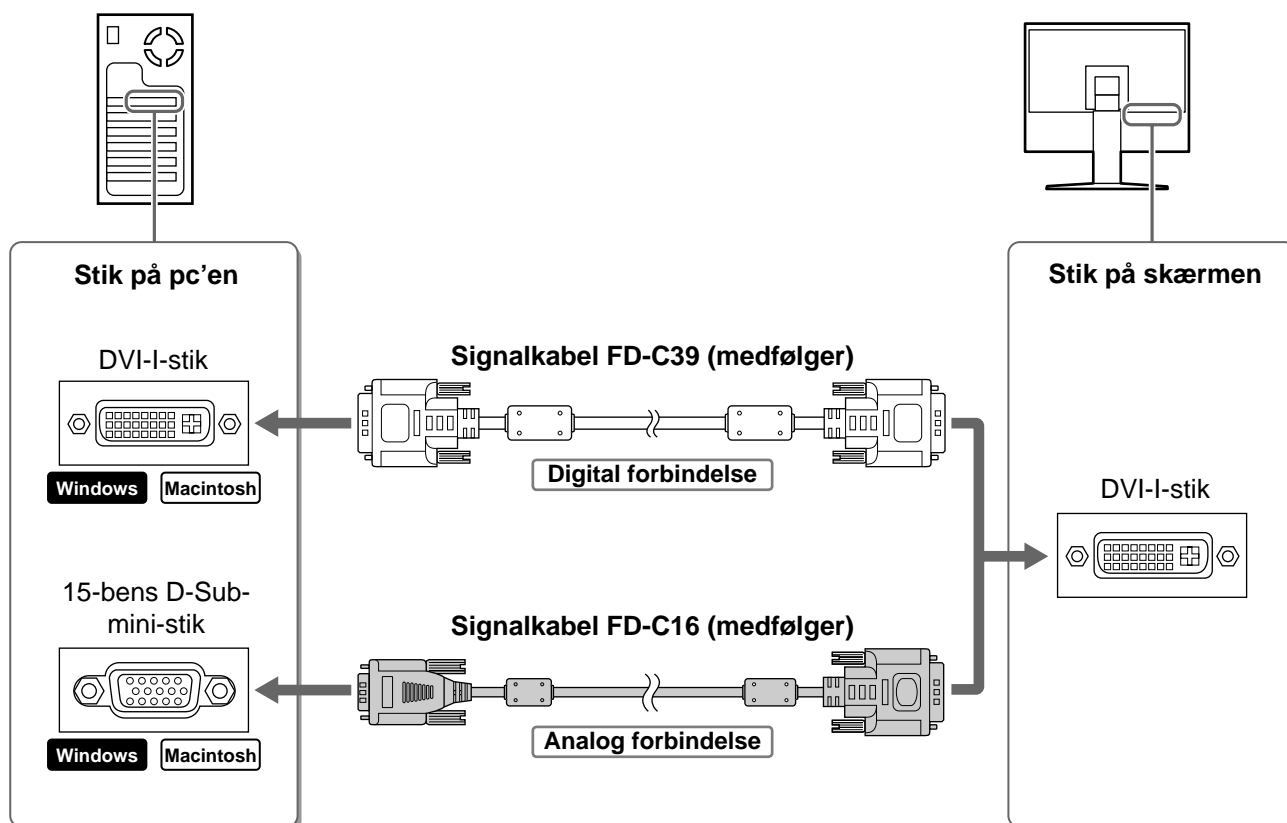 Stik på pc’en
Stik på skærmen
Signalkabel FD-C39 (medfølger)
DVI-I-stik
Windows Macintosh
Digital forbindelse
DVI-I-stik
15-bens D-Sub-
mini-stik
Signalkabel FD-C16 (medfølger)
Windows Macintosh
Analog forbindelse